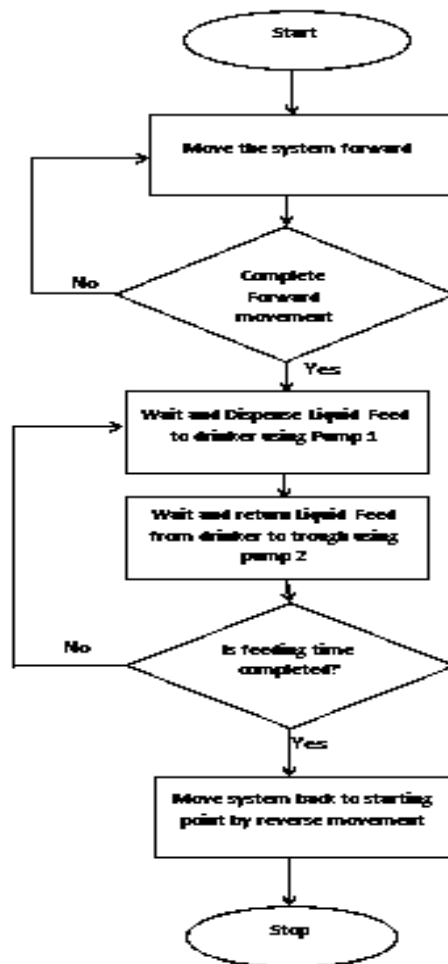 Start
Move the system forward
No
Complete
Forward
movement
Yes
Wait and Dispense Liquid Feed
to drinker using Pump 1
Wait and return Liquid Feed
from drinker to trough using
pump 2
No
Is feeding time
completed?
Yes
Move system back to starting
point by reverse movement
Stop